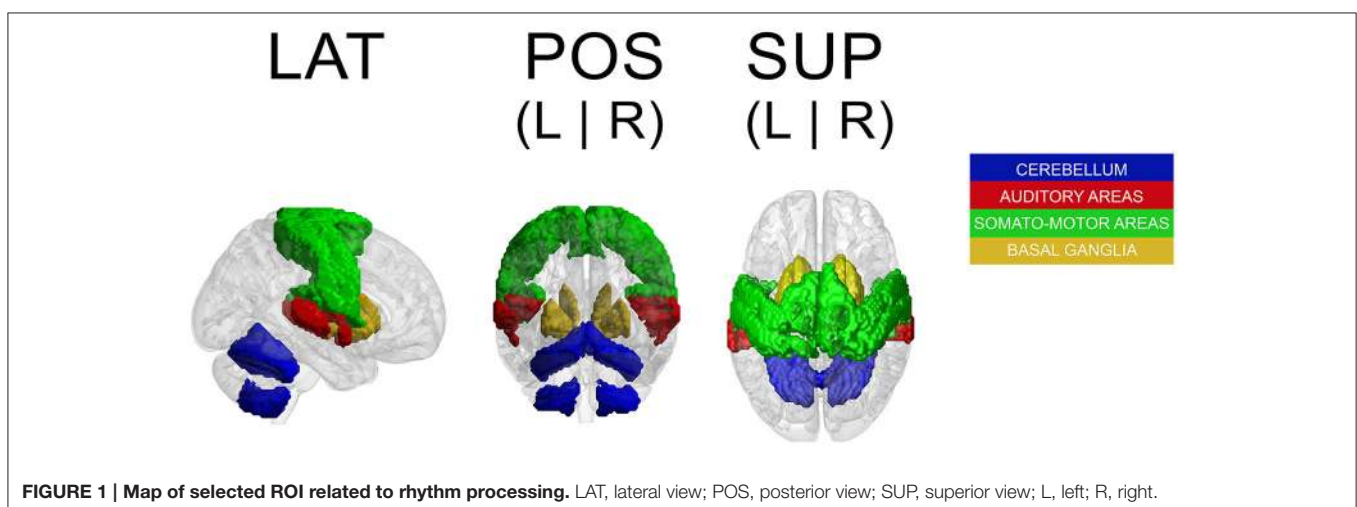 LAT
POS
(L | R)
SUP
(L | R)
CEREBELLUM
AUDITORY AREAS
SOMATO-MOTOR AREAS
BASAL GANGLIA
FIGURE 1 | Map of selected ROI related to rhythm processing. LAT, lateral view; POS, posterior view; SUP, superior view; L, left; R, right.